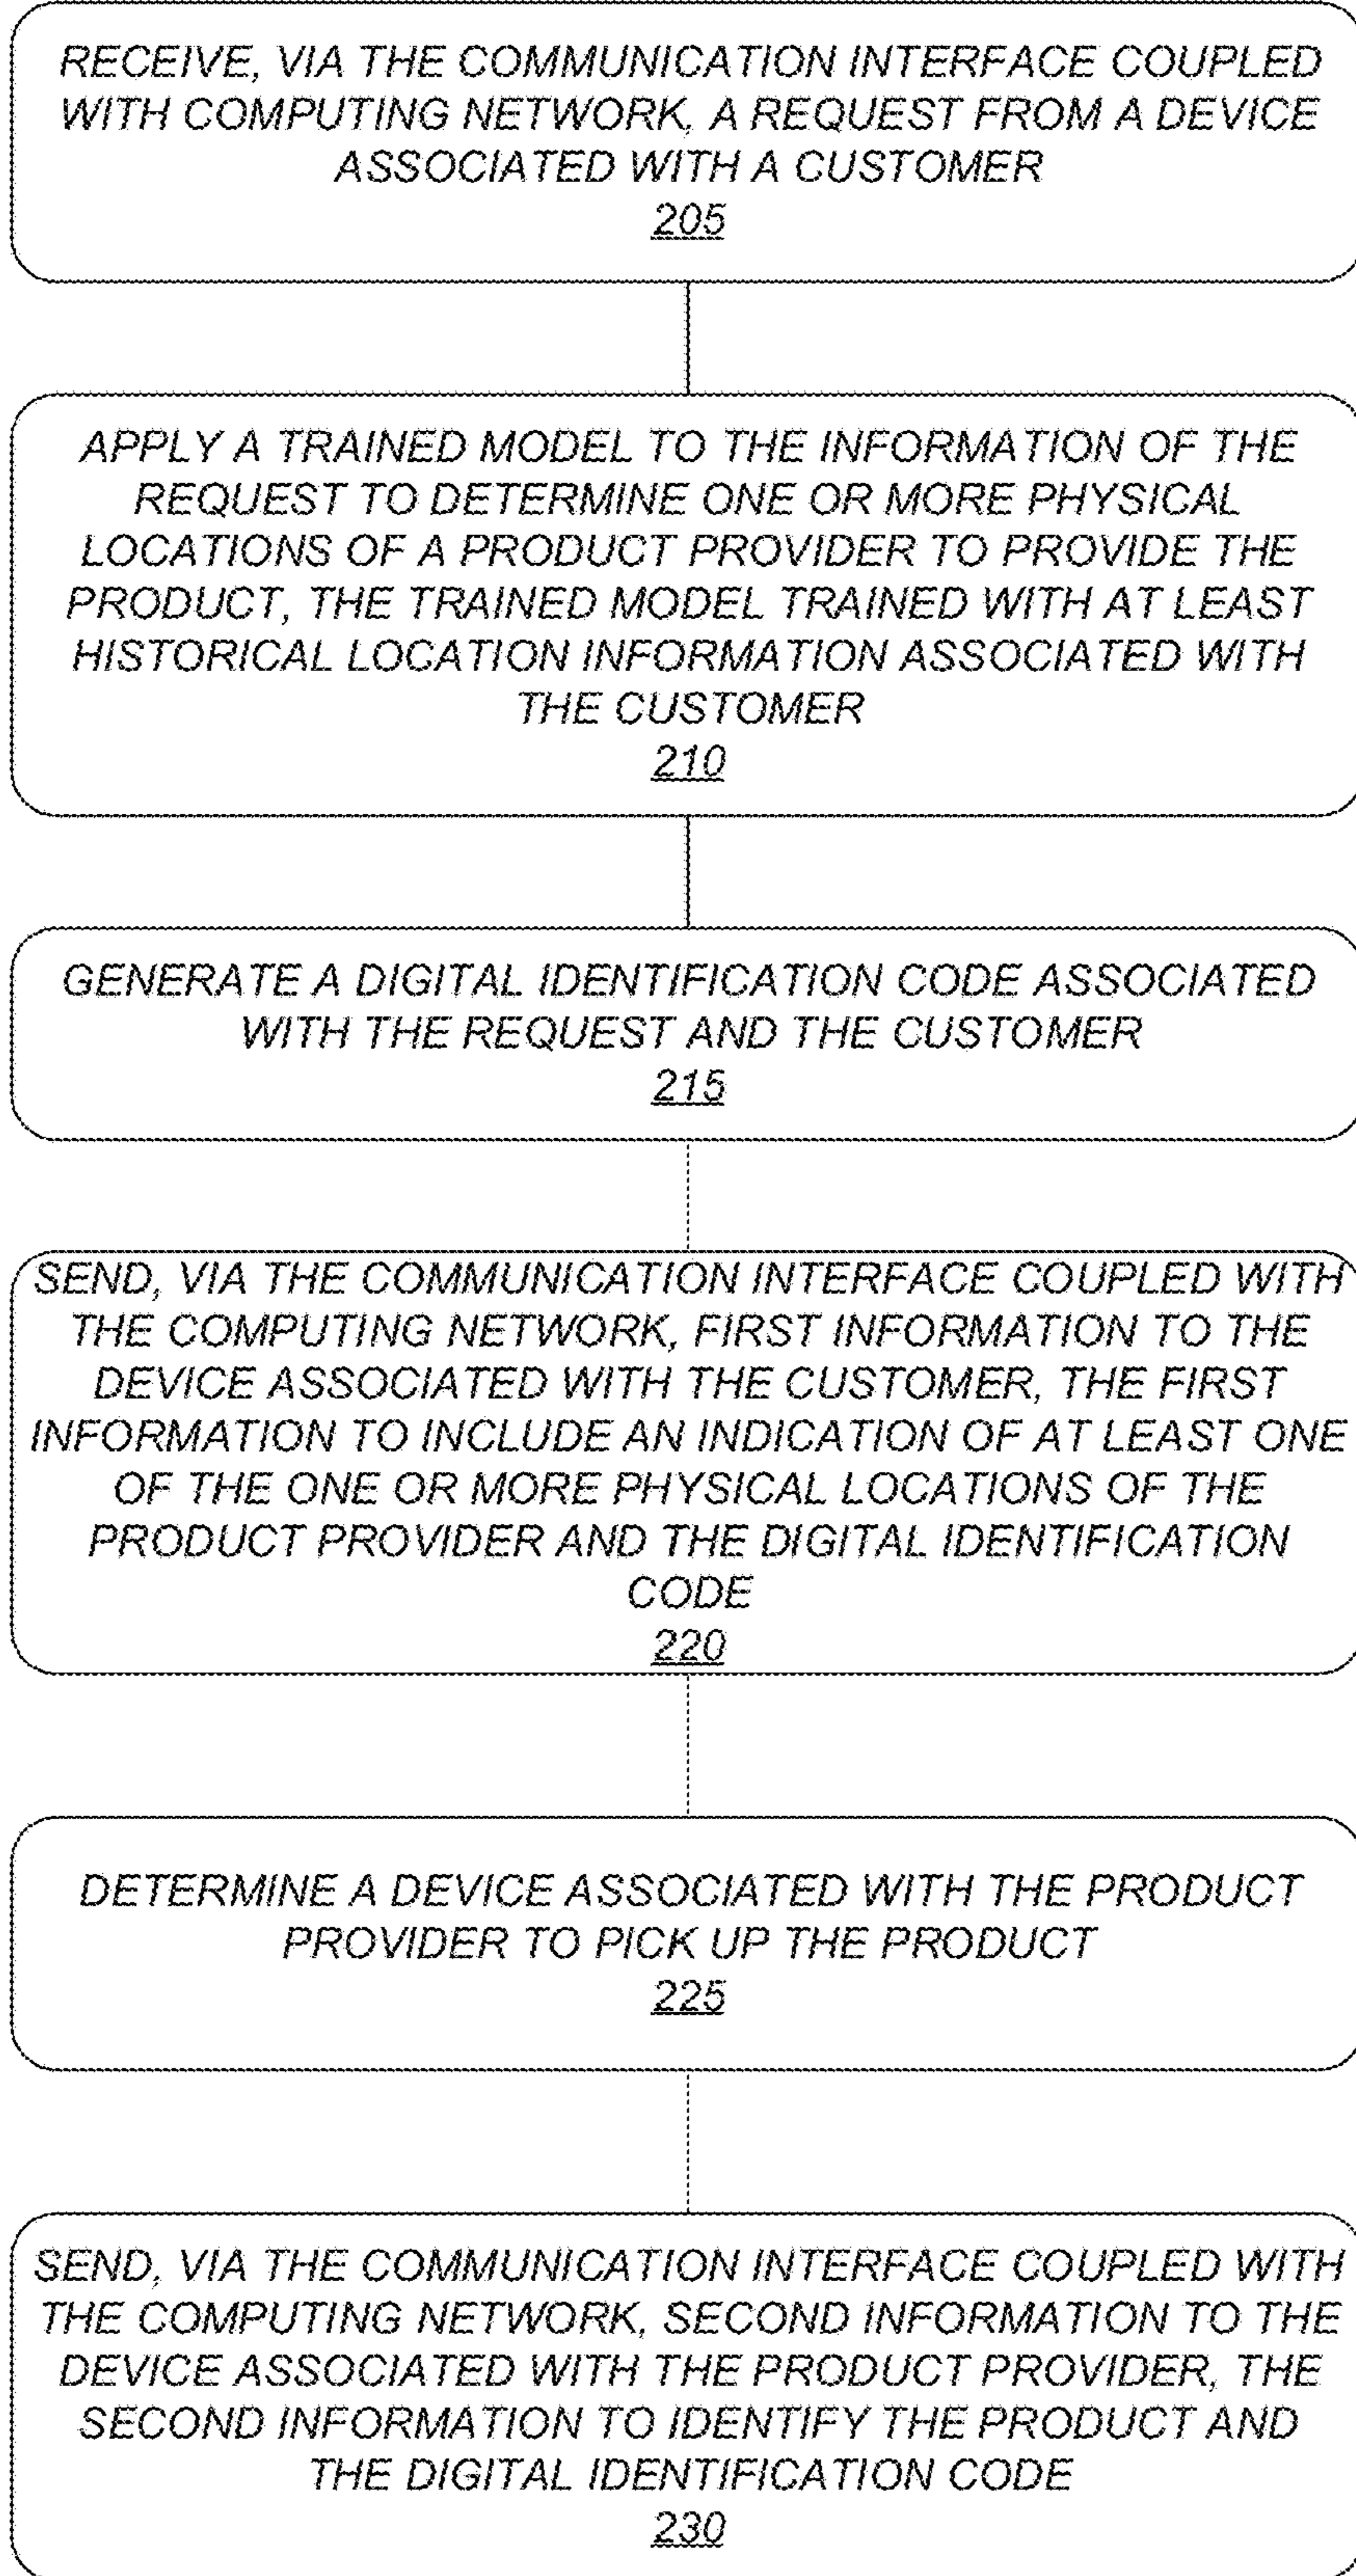 RECEIVE, VIA THE COMMUNICATION INTERFACE COUPLED
WITH COMPUTING NETWORK, A REQUEST FROM A DEVICE
ASSOCIATED WITH A CUSTOMER
205
APPLY A TRAINED MODEL TO THE INFORMATION OF THE
REQUEST TO DETERMINE ONE OR MORE PHYSICAL
LOCATIONS OF A PRODUCT PROVIDER TO PROVIDE THE
PRODUCT, THE TRAINED MODEL TRAINED WITH AT LEAST
HISTORICAL LOCATION INFORMATION ASSOCIATED WITH
THE CUSTOMER
210
GENERATE A DIGITAL IDENTIFICATION CODE ASSOCIATED
WITH THE REQUEST AND THE CUSTOMER
215
SEND, VIA THE COMMUNICATION INTERFACE COUPLED WITH
THE COMPUTING NETWORK, FIRST INFORMATION TO THE
DEVICE ASSOCIATED WITH THE CUSTOMER, THE FIRST
INFORMATION TO INCLUDE AN INDICATION OF AT LEAST ONE
OF THE ONE OR MORE PHYSICAL LOCATIONS OF THE
PRODUCT PROVIDER AND THE DIGITAL IDENTIFICATION
CODE
220
DETERMINE A DEVICE ASSOCIATED WITH THE PRODUCT
PROVIDER TO PICK UP THE PRODUCT
225
SEND, VIA THE COMMUNICATION INTERFACE COUPLED WITH
THE COMPUTING NETWORK, SECOND INFORMATION TO THE
DEVICE ASSOCIATED WITH THE PRODUCT PROVIDER, THE
SECOND INFORMATION TO IDENTIFY THE PRODUCT AND
THE DIGITAL IDENTIFICATION CODE
230